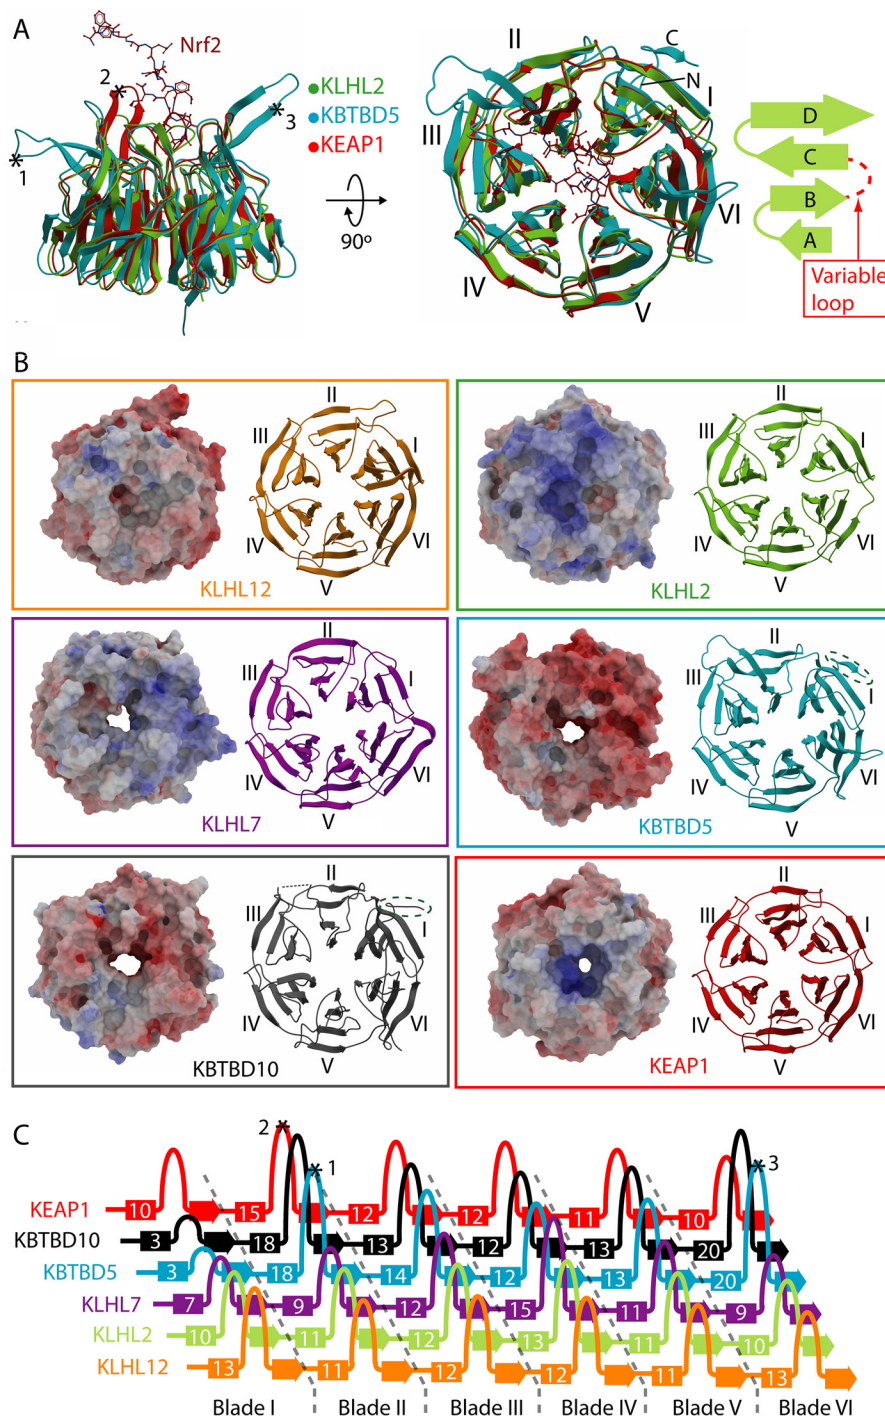 A
Nrf2
2
KLHL2
KBTBD5
KEAP1
3
1
90º
II
C
N
I
III
VI
IV
V
D
C
B
A
Variable
loop
B
II
III
I
IV
VI
V
KLHL12
II
III
I
IV
VI
V
KLHL2
II
III
I
IV
VI
V
KLHL7
II
III
I
IV
VI
V
KBTBD5
II
III
I
IV
VI
V
KBTBD10
II
III
I
IV
VI
V
KEAP1
C
2
1
3
KEAP1 10 15 12 12 11 10
KBTBD10 3 18 13 12 13 20
KBTBD5 3 18 14 12 13 20
KLHL7 7 9 12 15 11 9
KLHL2 10 11 12 13 11 10
KLHL12 13 11 12 12 11 13
Blade I Blade II Blade III Blade IV Blade V Blade VI